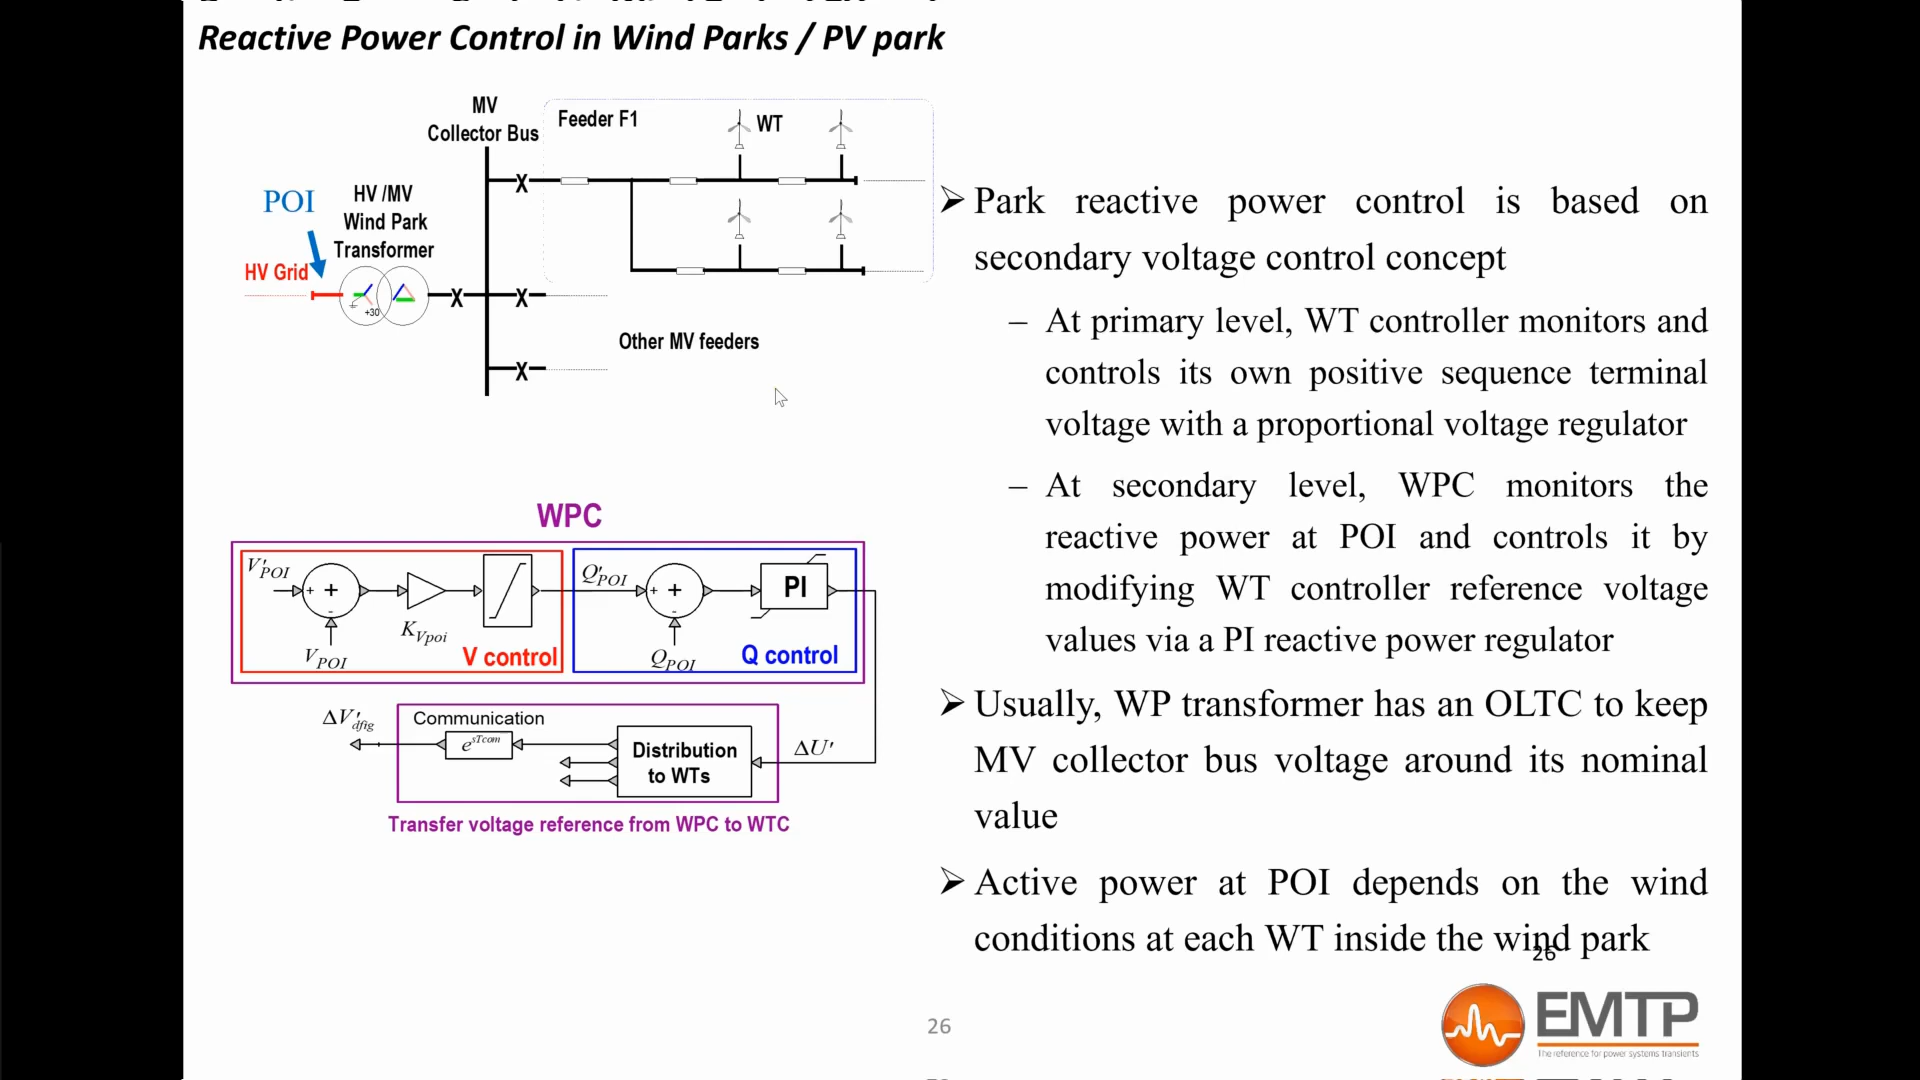 Reactive Power Control in Wind Parks / PV park
MV
Collector Bus
Feeder F1
WT
POI
HV /MV
Wind Park
Transformer
HV Grid
+30
Other MV feeders
WPC
V'POI
+
+
-
KVpoi
VPOI
V control
Q'POI
+
+
-
PI
QPOI
Q control
ΔV'dfig
Communication
e^sTcom
Distribution
to WTs
ΔU'
Transfer voltage reference from WPC to WTC
➢ Park reactive power control is based on
secondary voltage control concept
– At primary level, WT controller monitors and
controls its own positive sequence terminal
voltage with a proportional voltage regulator
– At secondary level, WPC monitors the
reactive power at POI and controls it by
modifying WT controller reference voltage
values via a PI reactive power regulator
➢ Usually, WP transformer has an OLTC to keep
MV collector bus voltage around its nominal
value
➢ Active power at POI depends on the wind
conditions at each WT inside the wind park
26
26
EMTP
The reference for power systems transients